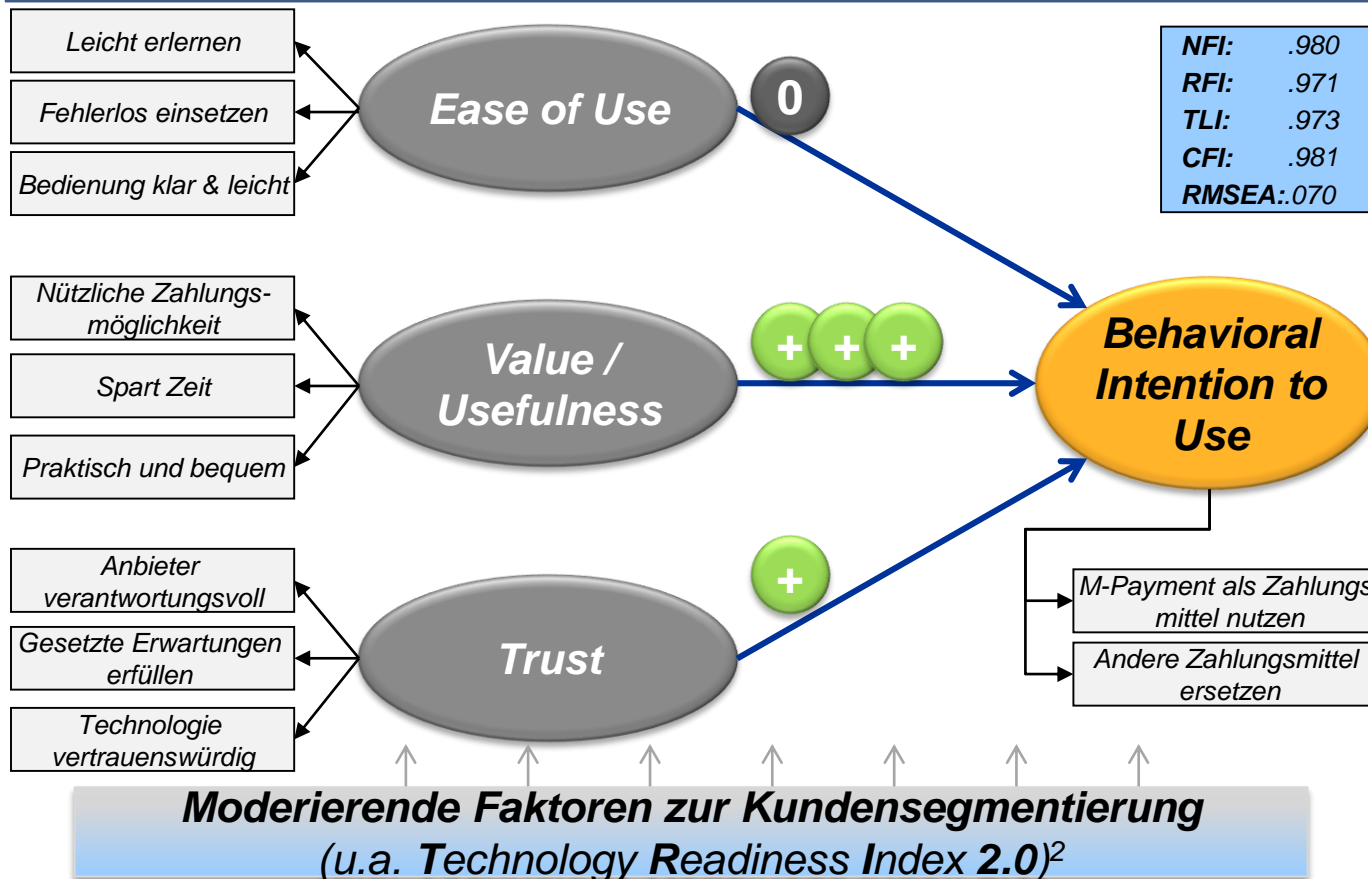 Leicht erlernen
Fehlerlos einsetzen
Bedienung klar & leicht
Ease of Use
0
NFI: .980
RFI: .971
TLI: .973
CFI: .981
RMSEA: .070
Nützliche Zahlungs-
möglichkeit
Spart Zeit
Praktisch und bequem
Value /
Usefulness
+ + +
Behavioral
Intention to
Use
Anbieter
verantwortungsvoll
Gesetzte Erwartungen
erfüllen
Technologie
vertrauenswürdig
Trust
+
M-Payment als Zahlungs
mittel nutzen
Andere Zahlungsmittel
ersetzen
Moderierende Faktoren zur Kundensegmentierung
(u.a. Technology Readiness Index 2.0)²